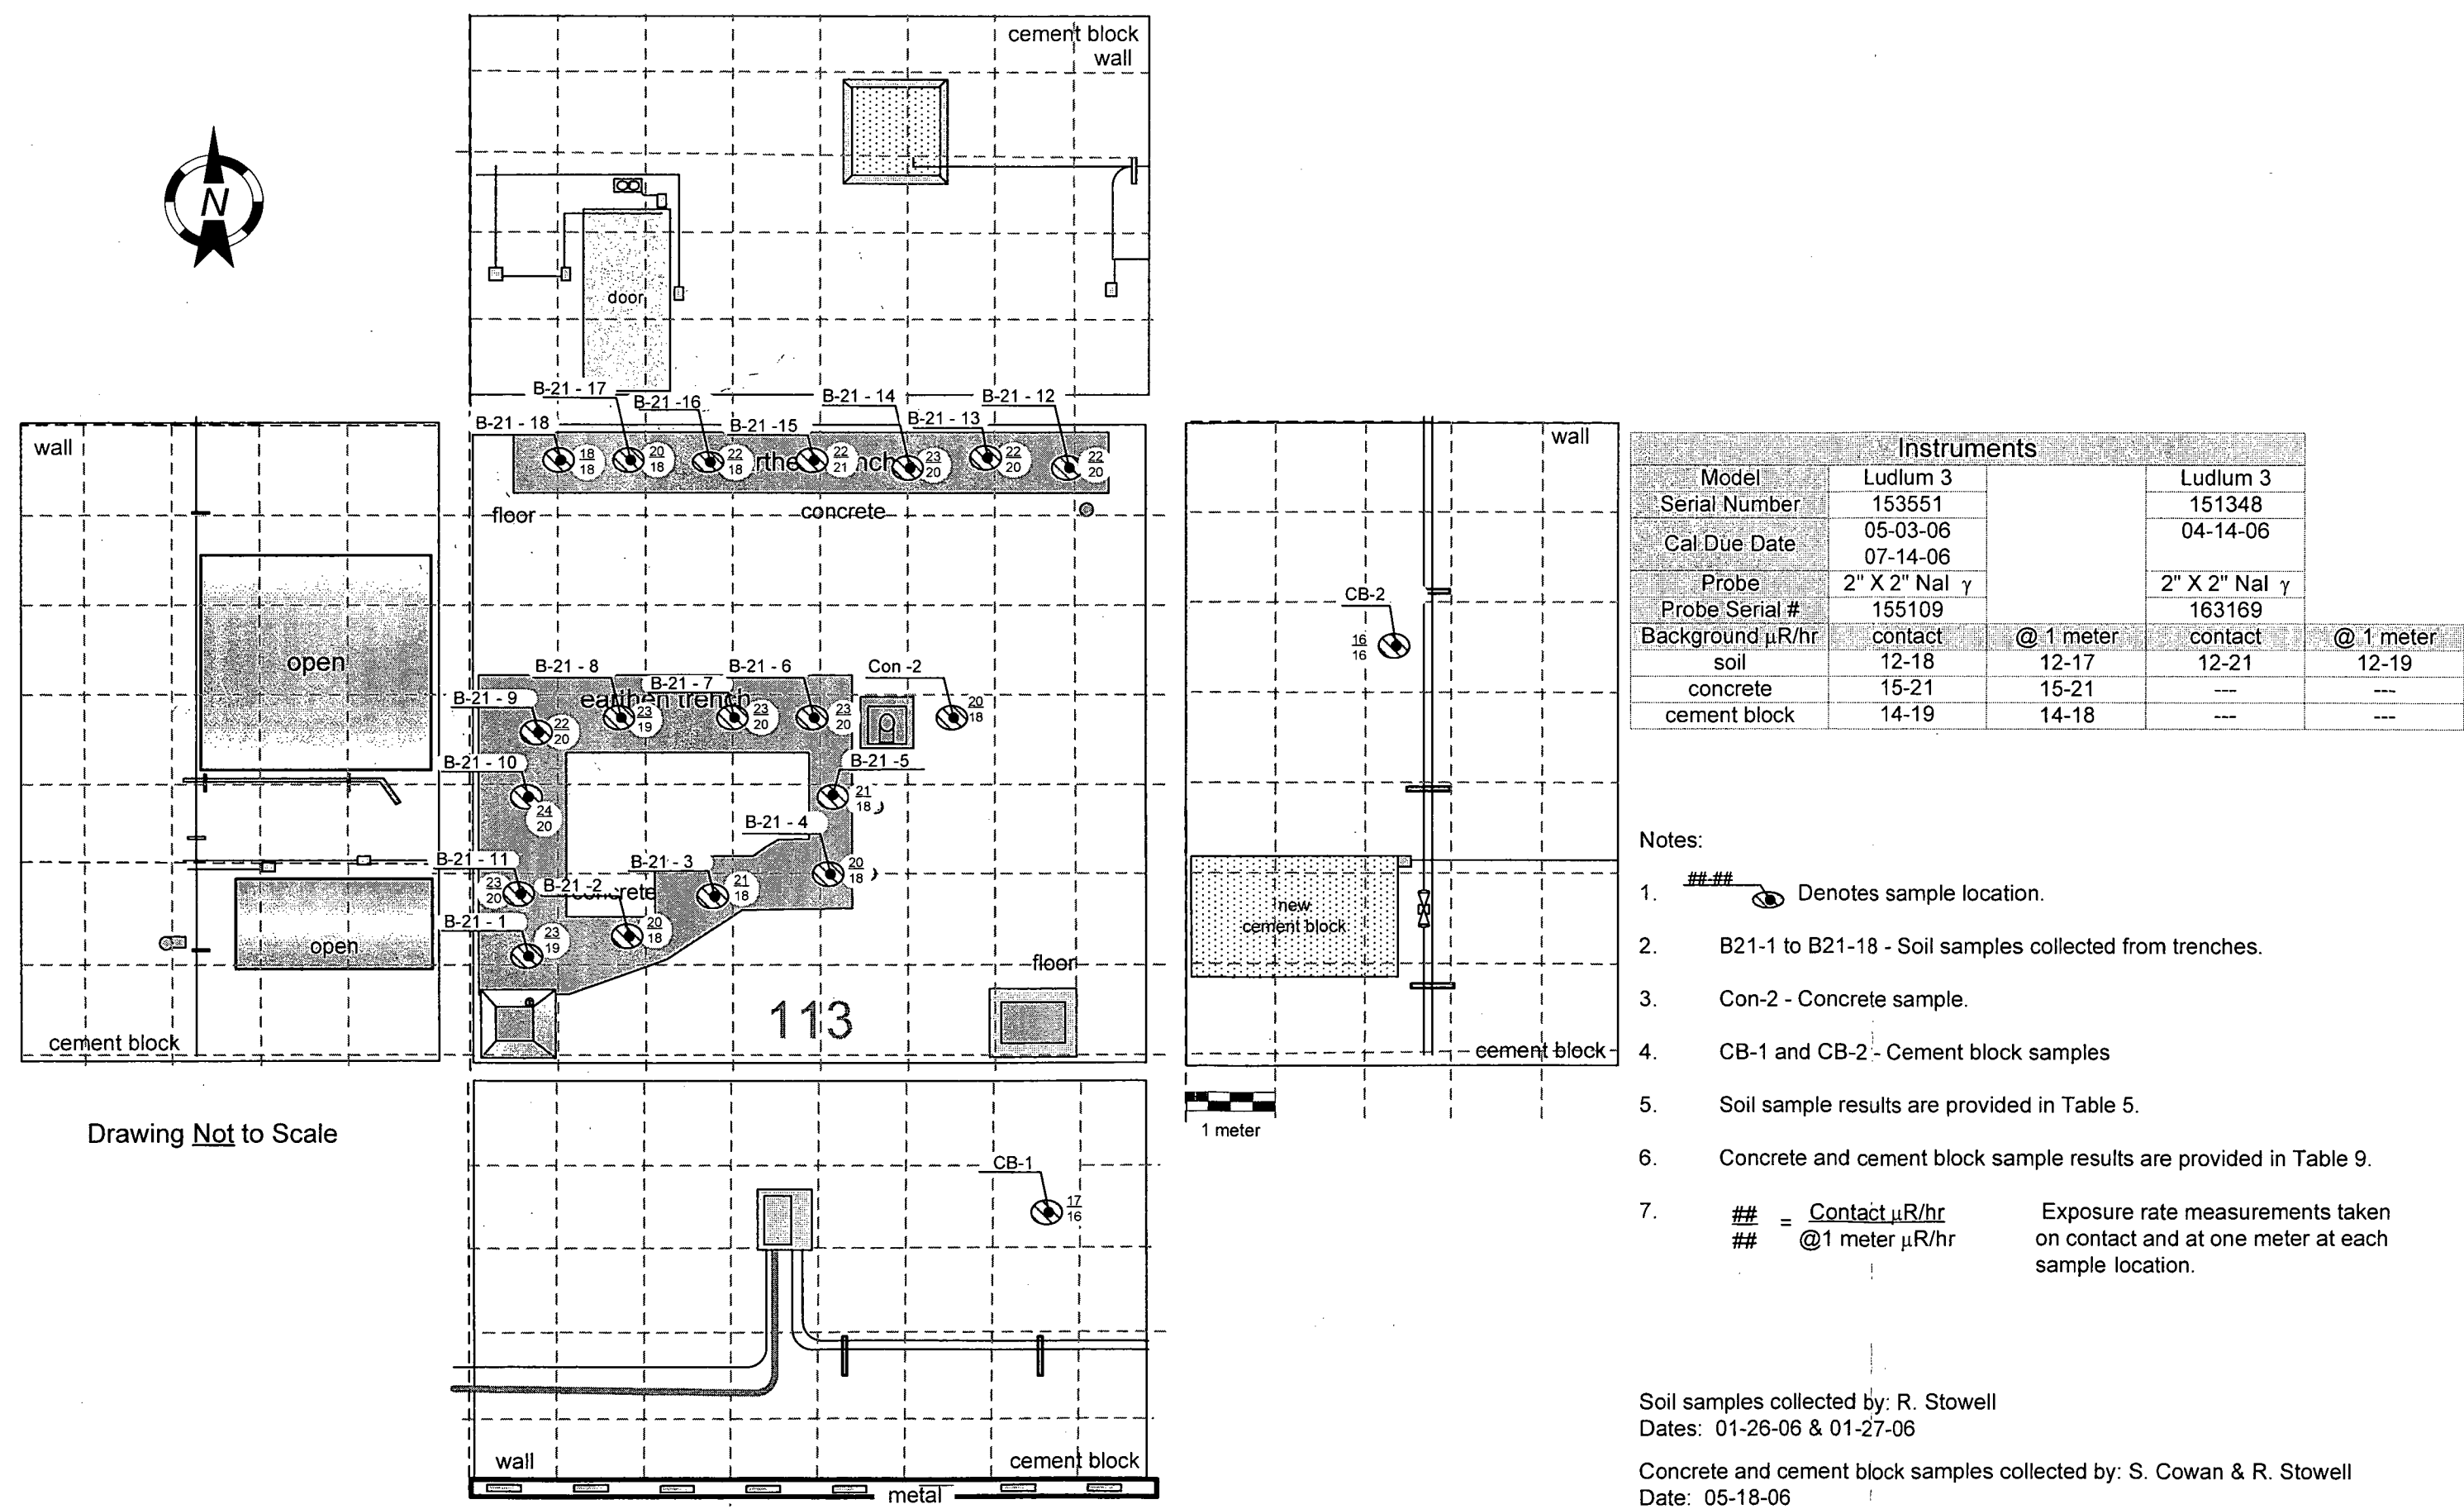 cement block
wall
N
door
B-21 - 17
B-21 -16
B-21 - 14
B-21 - 12
B-21 - 18
B-21 -15
B-21 - 13
18
18
20
18
22
18
22
21
23
20
22
20
22
20
floor
concrete
wall
open
open
cement block
B-21 - 8
B-21 - 6
Con -2
B-21 - 7
earthen trench
B-21 - 9
22
20
23
19
23
20
23
20
20
18
B-21 - 10
24
20
B-21 -5
21
18
B-21 - 4
20
18
B-21 - 11
23
20
B-21 - 3
21
18
B-21 -2
20
18
B-21 - 1
23
19
floor
113
wall
CB-2
16
16
new
cement block
cement block
1 meter
Drawing Not to Scale
CB-1
17
16
wall
cement block
metal
Instruments
Model Ludlum 3 Ludlum 3
Serial Number 153551 151348
Cal Due Date 05-03-06 04-14-06
07-14-06
Probe 2" X 2" NaI γ 2" X 2" NaI γ
Probe Serial # 155109 163169
Background µR/hr contact @ 1 meter contact @ 1 meter
soil 12-18 12-17 12-21 12-19
concrete 15-21 15-21 --- ---
cement block 14-19 14-18 --- ---
Notes:
1. ##-## Denotes sample location.
2. B21-1 to B21-18 - Soil samples collected from trenches.
3. Con-2 - Concrete sample.
4. CB-1 and CB-2 - Cement block samples
5. Soil sample results are provided in Table 5.
6. Concrete and cement block sample results are provided in Table 9.
7. ## = Contact µR/hr Exposure rate measurements taken
## @1 meter µR/hr on contact and at one meter at each
sample location.
Soil samples collected by: R. Stowell
Dates: 01-26-06 & 01-27-06
Concrete and cement block samples collected by: S. Cowan & R. Stowell
Date: 05-18-06